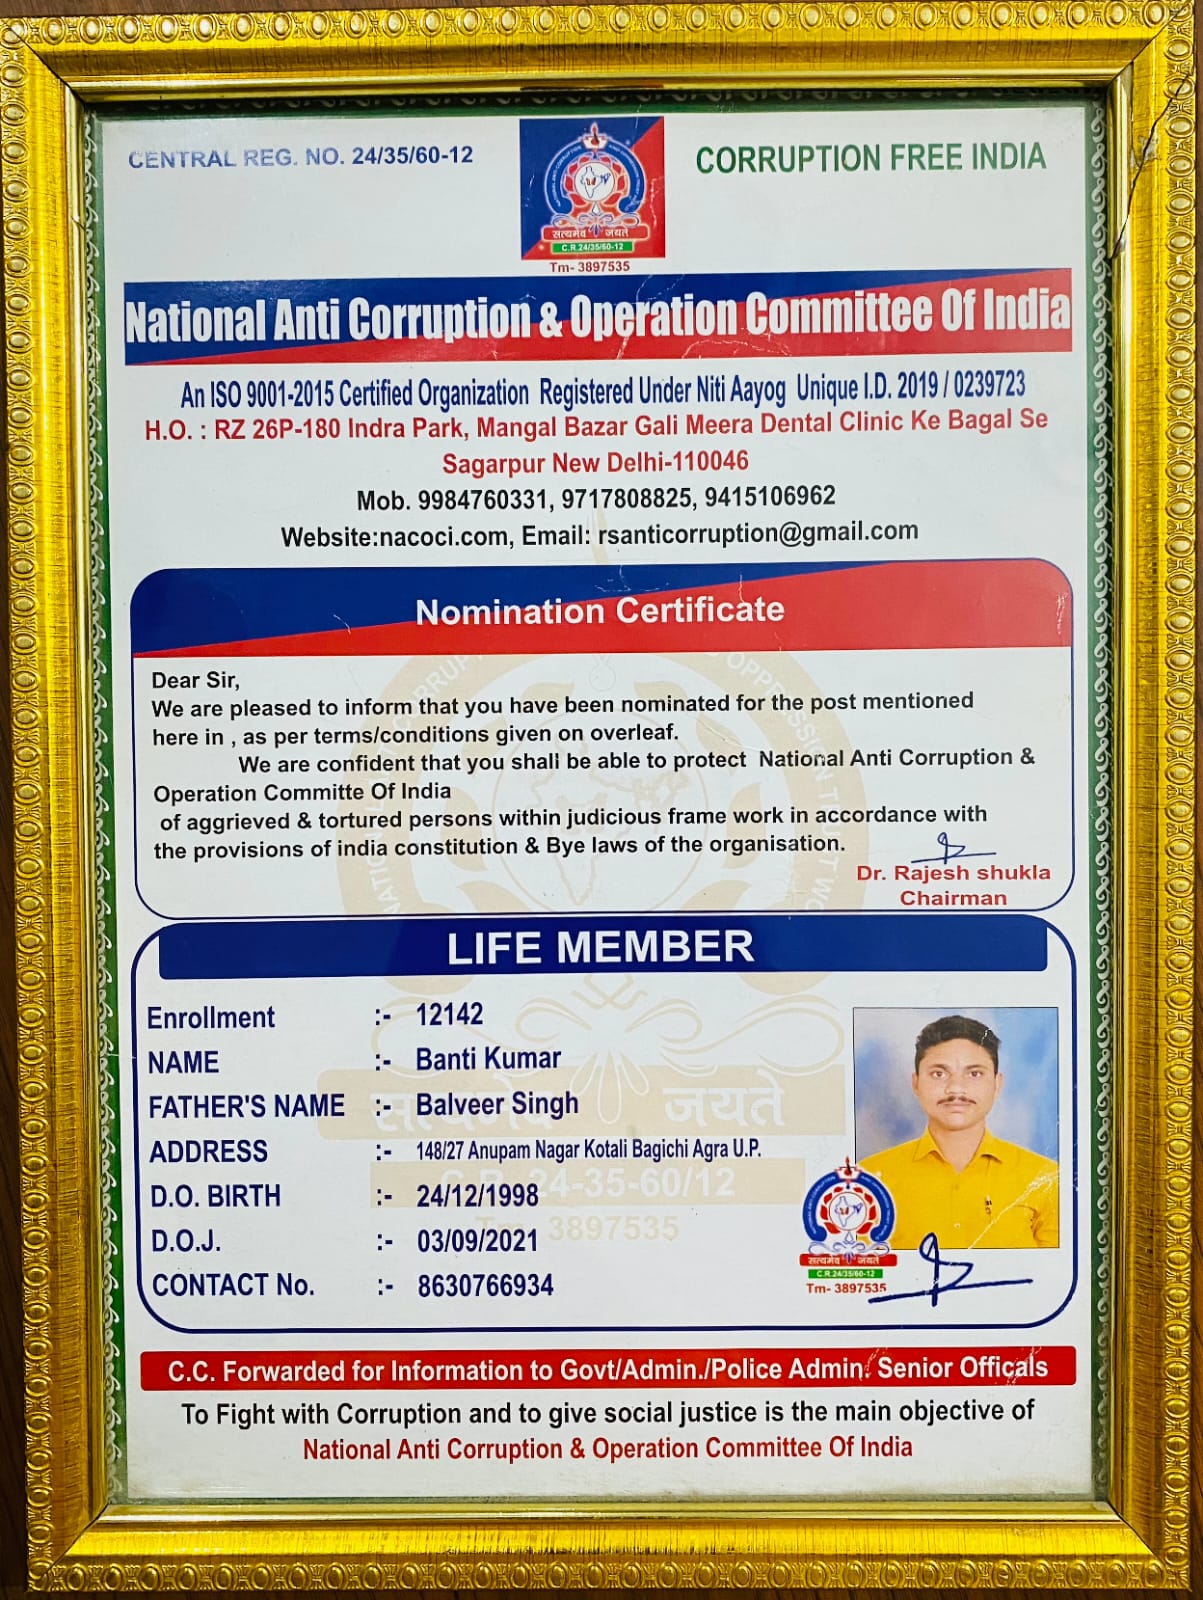 CENTRAL REG. NO. 24/35/60-12
CORRUPTION FREE INDIA
सत्यमेव जयते
C.R.24/35/60-12
Tm- 3897535
National Anti Corruption & Operation Committee Of India
An ISO 9001-2015 Certified Organization Registered Under Niti Aayog Unique I.D. 2019 / 0239723
H.O. : RZ 26P-180 Indra Park, Mangal Bazar Gali Meera Dental Clinic Ke Bagal Se
Sagarpur New Delhi-110046
Mob. 9984760331, 9717808825, 9415106962
Website:nacoci.com, Email: rsanticorruption@gmail.com
Nomination Certificate
Dear Sir,
We are pleased to inform that you have been nominated for the post mentioned
here in , as per terms/conditions given on overleaf.
We are confident that you shall be able to protect National Anti Corruption &
Operation Committe Of India
of aggrieved & tortured persons within judicious frame work in accordance with
the provisions of india constitution & Bye laws of the organisation.
Dr. Rajesh shukla
Chairman
LIFE MEMBER
Enrollment :- 12142
NAME :- Banti Kumar
FATHER'S NAME :- Balveer Singh
ADDRESS :- 148/27 Anupam Nagar Kotali Bagichi Agra U.P.
D.O. BIRTH :- 24/12/1998
D.O.J. :- 03/09/2021
CONTACT No. :- 8630766934
सत्यमेव जयते
C.R.24/35/60-12
Tm- 3897535
C.C. Forwarded for Information to Govt/Admin./Police Admin. Senior Officals
To Fight with Corruption and to give social justice is the main objective of
National Anti Corruption & Operation Committee Of India